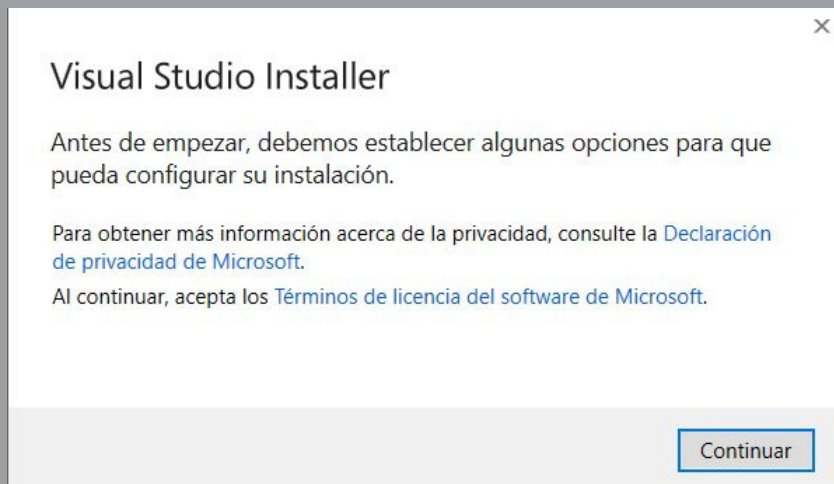 Visual Studio Installer
Antes de empezar, debemos establecer algunas opciones para que
pueda configurar su instalación.
Para obtener más información acerca de la privacidad, consulte la Declaración
de privacidad de Microsoft.
Al continuar, acepta los Términos de licencia del software de Microsoft.
Continuar